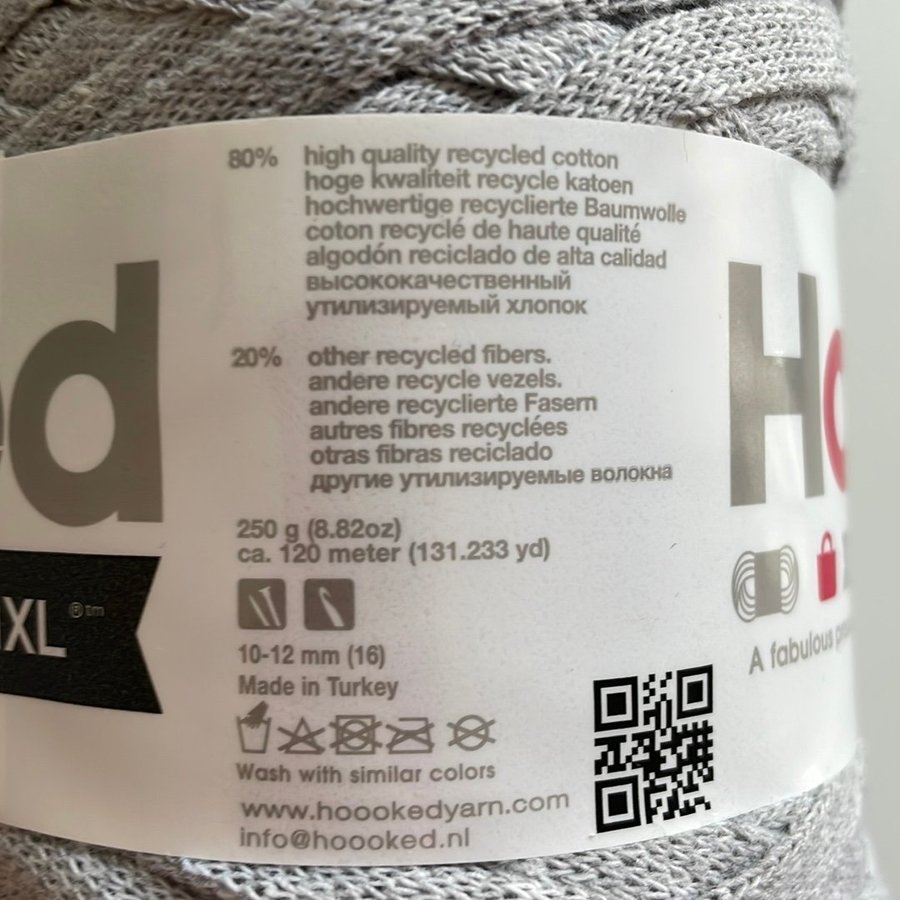 80% high quality recycled cotton
hoge kwaliteit recycle katoen
hochwertige recyclierte Baumwolle
coton recyclé de haute qualité
algodón reciclado de alta calidad
высококачественный
утилизируемый хлопок
20% other recycled fibers.
andere recycle vezels.
andere recyclierte Fasern
autres fibres recyclées
otras fibras reciclado
другие утилизируемые волокна
250 g (8.82oz)
ca. 120 meter (131.233 yd)
10-12 mm (16)
Made in Turkey
Wash with similar colors
www.hoookedyarn.com
info@hoooked.nl
ed
XL ® tm
Ho
A fabulous